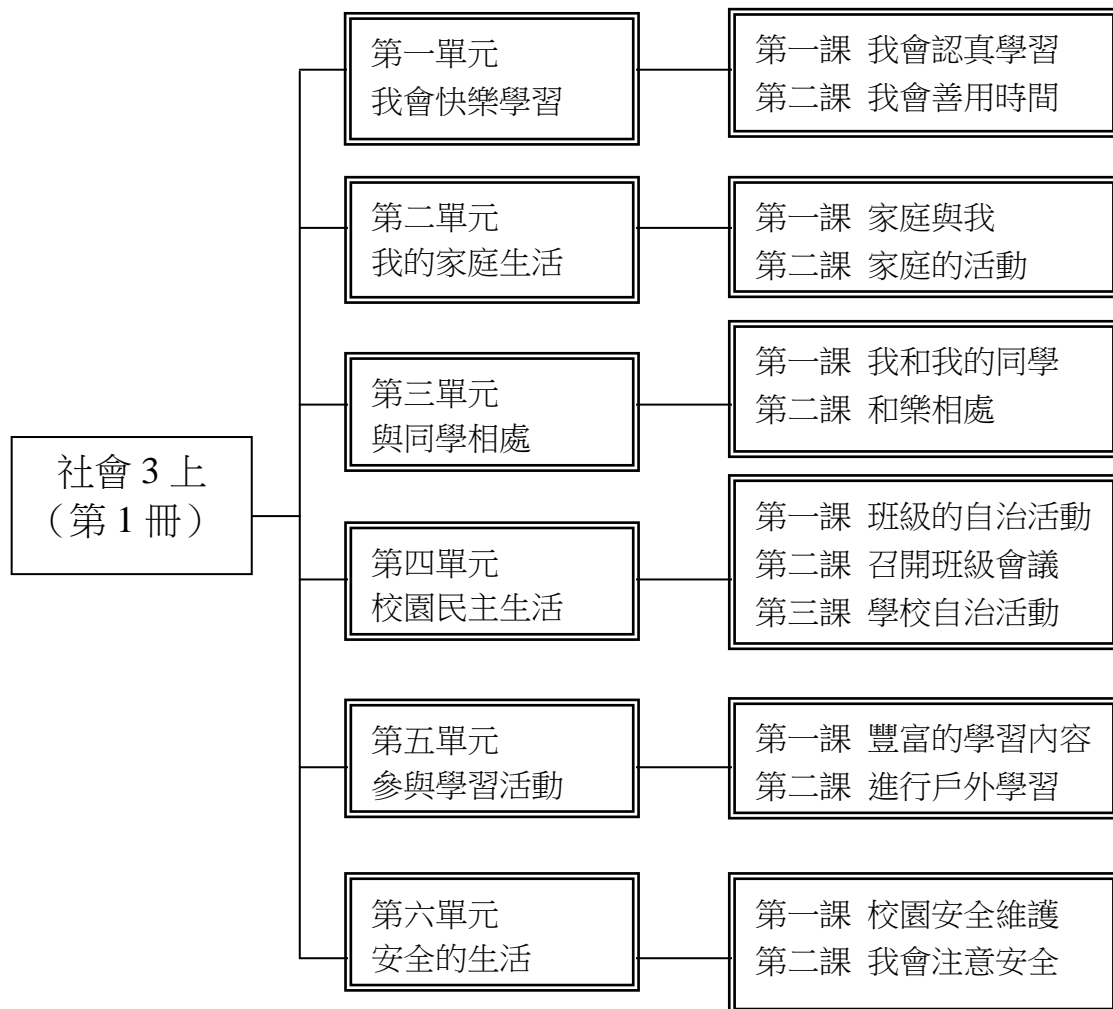 社會 3 上
（第 1 冊）
第一單元
我會快樂學習
第一課 我會認真學習
第二課 我會善用時間
第二單元
我的家庭生活
第一課 家庭與我
第二課 家庭的活動
第三單元
與同學相處
第一課 我和我的同學
第二課 和樂相處
第四單元
校園民主生活
第一課 班級的自治活動
第二課 召開班級會議
第三課 學校自治活動
第五單元
參與學習活動
第一課 豐富的學習內容
第二課 進行戶外學習
第六單元
安全的生活
第一課 校園安全維護
第二課 我會注意安全